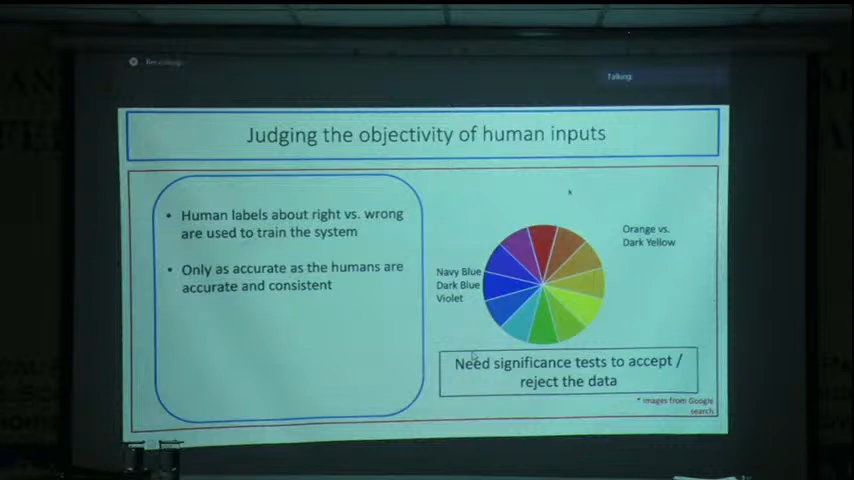 Talking:
Judging the objectivity of human inputs
• Human labels about right vs. wrong
are used to train the system
• Only as accurate as the humans are
accurate and consistent
Orange vs.
Dark Yellow
Navy Blue
Dark Blue
Violet
Need significance tests to accept /
reject the data
* Images from Google
search